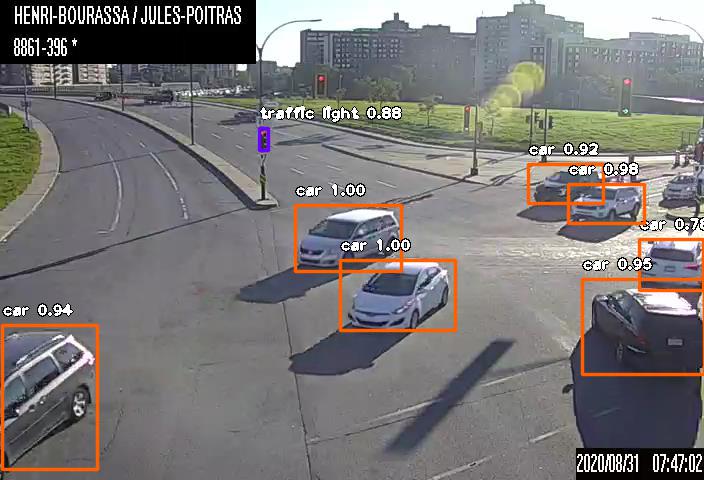 HENRI-BOURASSA / JULES-POITRAS
8861-396 *
traffic light 0.88
car 0.92
car 0.98
car 1.00
car 0.78
car 1.00
car 0.95
car 0.94
2020/08/31 07:47:02